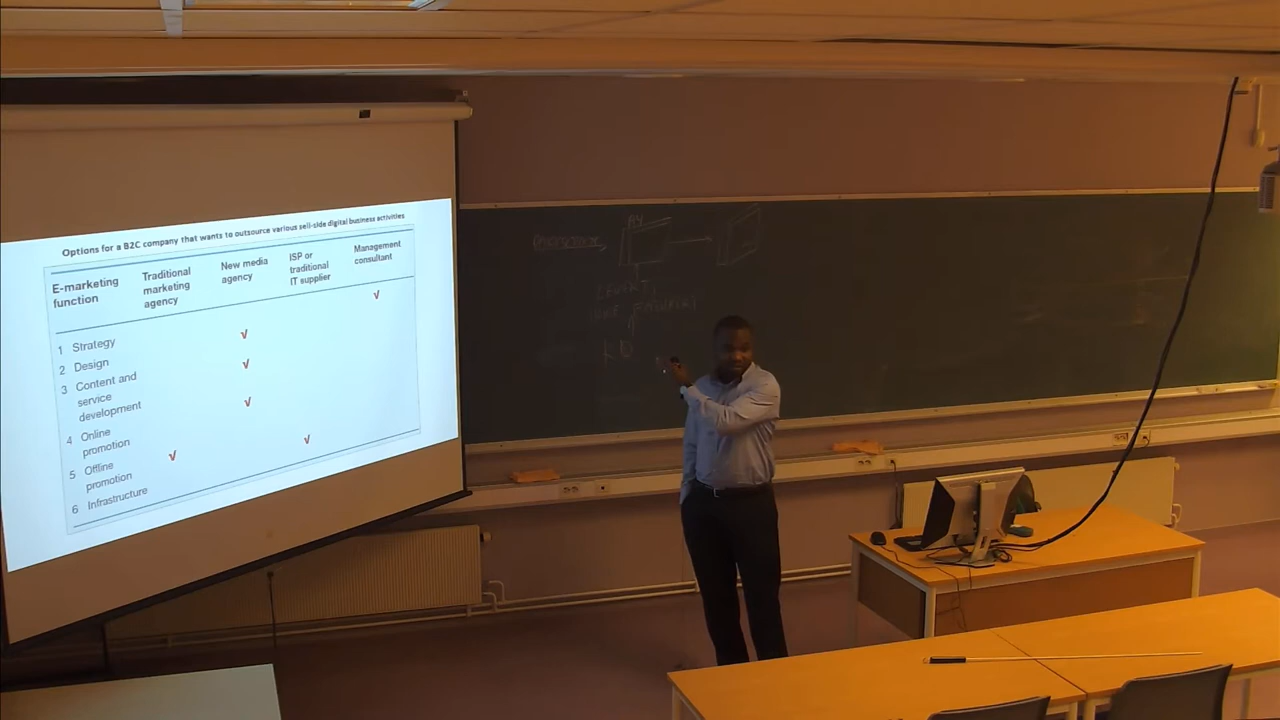 Options for a B2C company that wants to outsource various sell-side digital business activities
E-marketing function
Traditional marketing agency
New media agency
ISP or traditional IT supplier
Management consultant
√
1 Strategy
√
2 Design
√
3 Content and
service
development
√
4 Online
promotion
√
5 Offline
promotion
√
6 Infrastructure